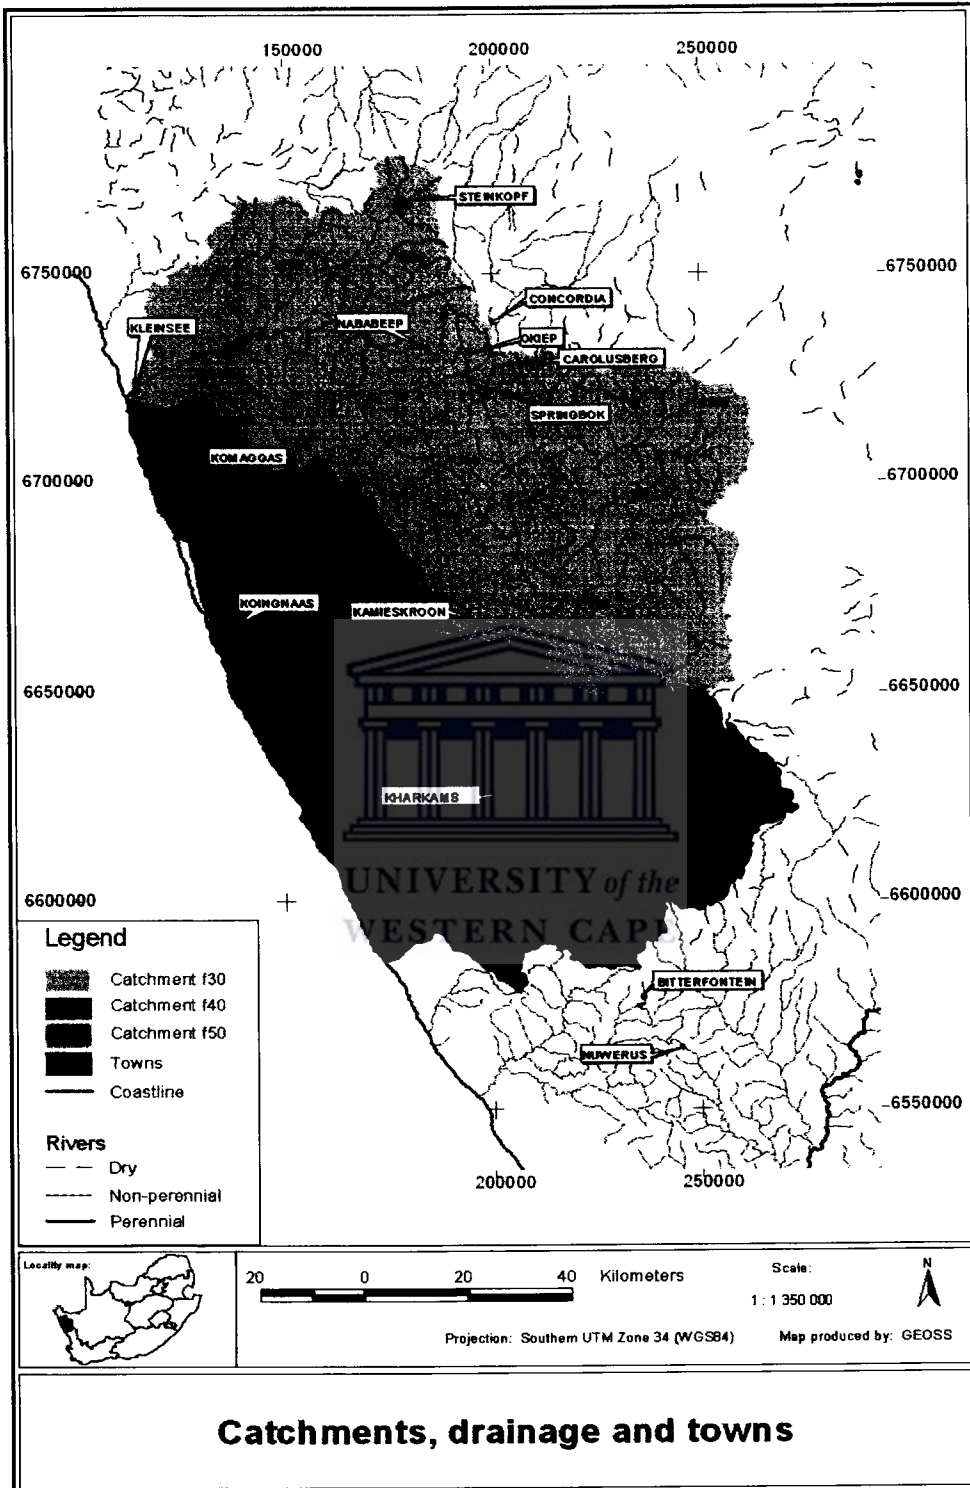 150000 200000 250000
STEINKOPF
6750000 6750000
CONCORDIA
KLEINSEE NABABEEP
OKIEP
CAROLUSBERG
SPRINGBOK
KOMAGGAS
6700000 6700000
KOINGNAAS KAMIESKROON
6650000 6650000
KHARKAMS
UNIVERSITY of the
WESTERN CAPE
6600000 6600000
Legend
Catchment f30
Catchment f40
Catchment f50
Towns
Coastline
Rivers
Dry
Non-perennial
Perennial
BITTERFONTEIN
NUWERUS
6550000
200000 250000
Locality map:
20 0 20 40 Kilometers
Scale:
1 : 1 350 000
N
Projection: Southern UTM Zone 34 (WGS84) Map produced by: GEOSS
Catchments, drainage and towns